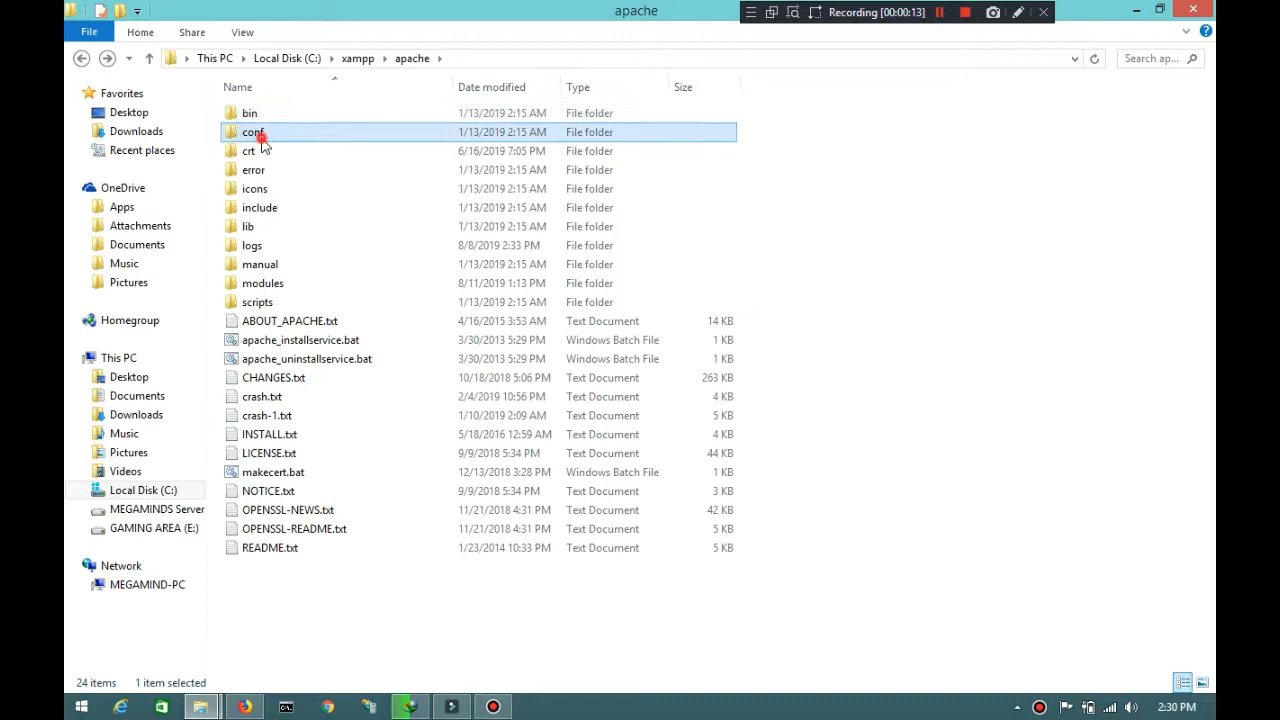 apache
Recording [00:00:13]
File Home Share View
This PC Local Disk (C:) xampp apache
Search ap...
Name Date modified Type Size
Favorites
Desktop
Downloads
Recent places
OneDrive
Apps
Attachments
Documents
Music
Pictures
Homegroup
This PC
Desktop
Documents
Downloads
Music
Pictures
Videos
Local Disk (C:)
MEGAMINDS Server
GAMING AREA (E:)
Network
MEGAMIND-PC
bin 1/13/2019 2:15 AM File folder
conf 1/13/2019 2:15 AM File folder
crt 6/16/2019 7:05 PM File folder
error 1/13/2019 2:15 AM File folder
icons 1/13/2019 2:15 AM File folder
include 1/13/2019 2:15 AM File folder
lib 1/13/2019 2:15 AM File folder
logs 8/8/2019 2:33 PM File folder
manual 1/13/2019 2:15 AM File folder
modules 8/11/2019 1:13 PM File folder
scripts 1/13/2019 2:15 AM File folder
ABOUT_APACHE.txt 4/16/2015 3:53 AM Text Document 14 KB
apache_installservice.bat 3/30/2013 5:29 PM Windows Batch File 1 KB
apache_uninstallservice.bat 3/30/2013 5:29 PM Windows Batch File 1 KB
CHANGES.txt 10/18/2018 5:06 PM Text Document 263 KB
crash.txt 2/4/2019 10:56 PM Text Document 4 KB
crash-1.txt 1/10/2019 2:09 AM Text Document 5 KB
INSTALL.txt 5/18/2016 12:59 AM Text Document 4 KB
LICENSE.txt 9/9/2018 5:34 PM Text Document 44 KB
makecert.bat 12/13/2018 3:28 PM Windows Batch File 1 KB
NOTICE.txt 9/9/2018 5:34 PM Text Document 3 KB
OPENSSL-NEWS.txt 11/21/2018 4:31 PM Text Document 42 KB
OPENSSL-README.txt 11/21/2018 4:31 PM Text Document 5 KB
README.txt 1/23/2014 10:33 PM Text Document 5 KB
24 items 1 item selected
2:30 PM